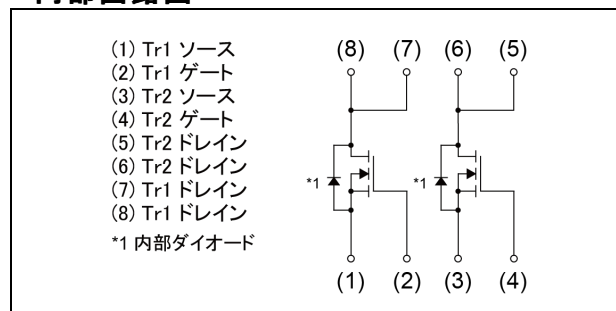 内部回路図
(1) Tr1 ソース
(2) Tr1 ゲート
(3) Tr2 ソース
(4) Tr2 ゲート
(5) Tr2 ドレイン
(6) Tr2 ドレイン
(7) Tr1 ドレイン
(8) Tr1 ドレイン
*1 内部ダイオード
(8) (7) (6) (5)
*1 *1
(1) (2) (3) (4)